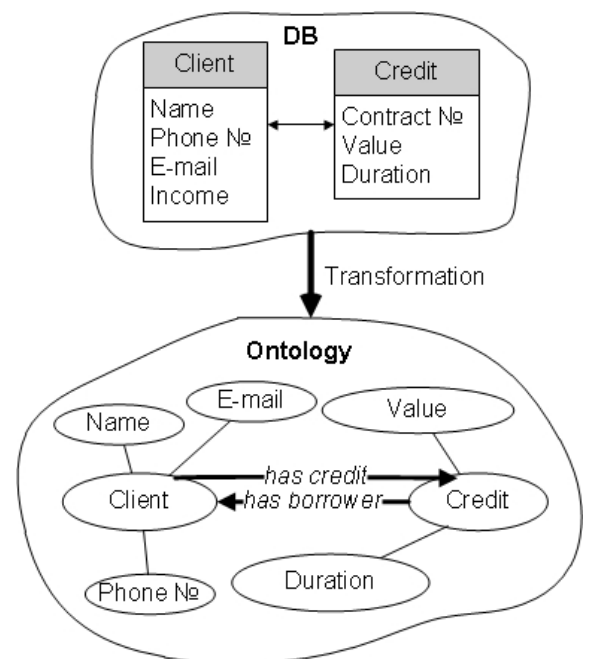 DB
Client
Name
Phone №
E-mail
Income
Credit
Contract №
Value
Duration
Transformation
Ontology
Name
E-mail
Value
has credit
Client
has borrower
Credit
Phone №
Duration